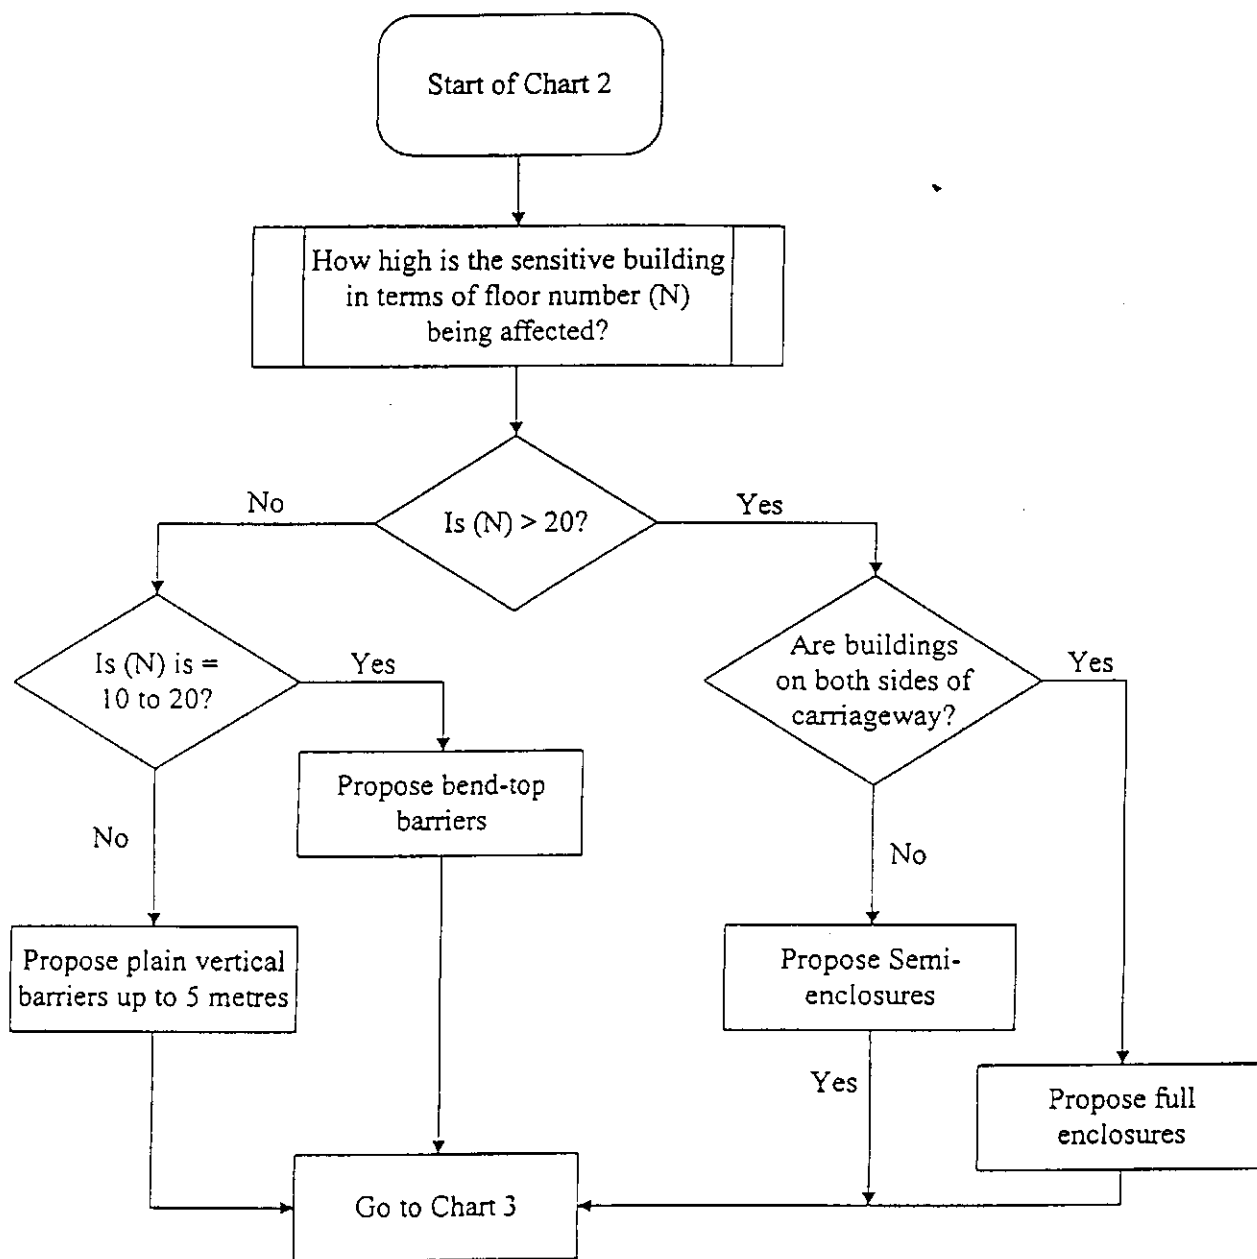 Start of Chart 2
How high is the sensitive building
in terms of floor number (N)
being affected?
No
Is (N) > 20?
Yes
Is (N) is =
10 to 20?
Yes
Are buildings
on both sides of
carriageway?
Yes
Propose bend-top
barriers
No
No
Propose plain vertical
barriers up to 5 metres
Propose Semi-
enclosures
Yes
Propose full
enclosures
Go to Chart 3